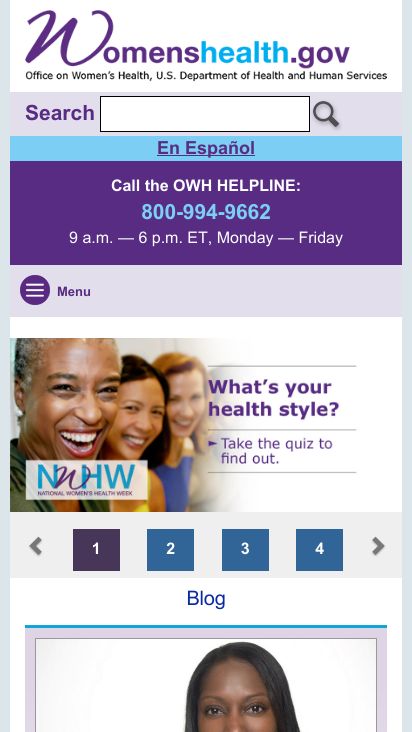 Womenshealth.gov
Office on Women's Health, U.S. Department of Health and Human Services
Search
En Español
Call the OWH HELPLINE:
800-994-9662
9 a.m. — 6 p.m. ET, Monday — Friday
Menu
What's your
health style?
► Take the quiz to
find out.
NWHW
NATIONAL WOMEN'S HEALTH WEEK
1 2 3 4
Blog